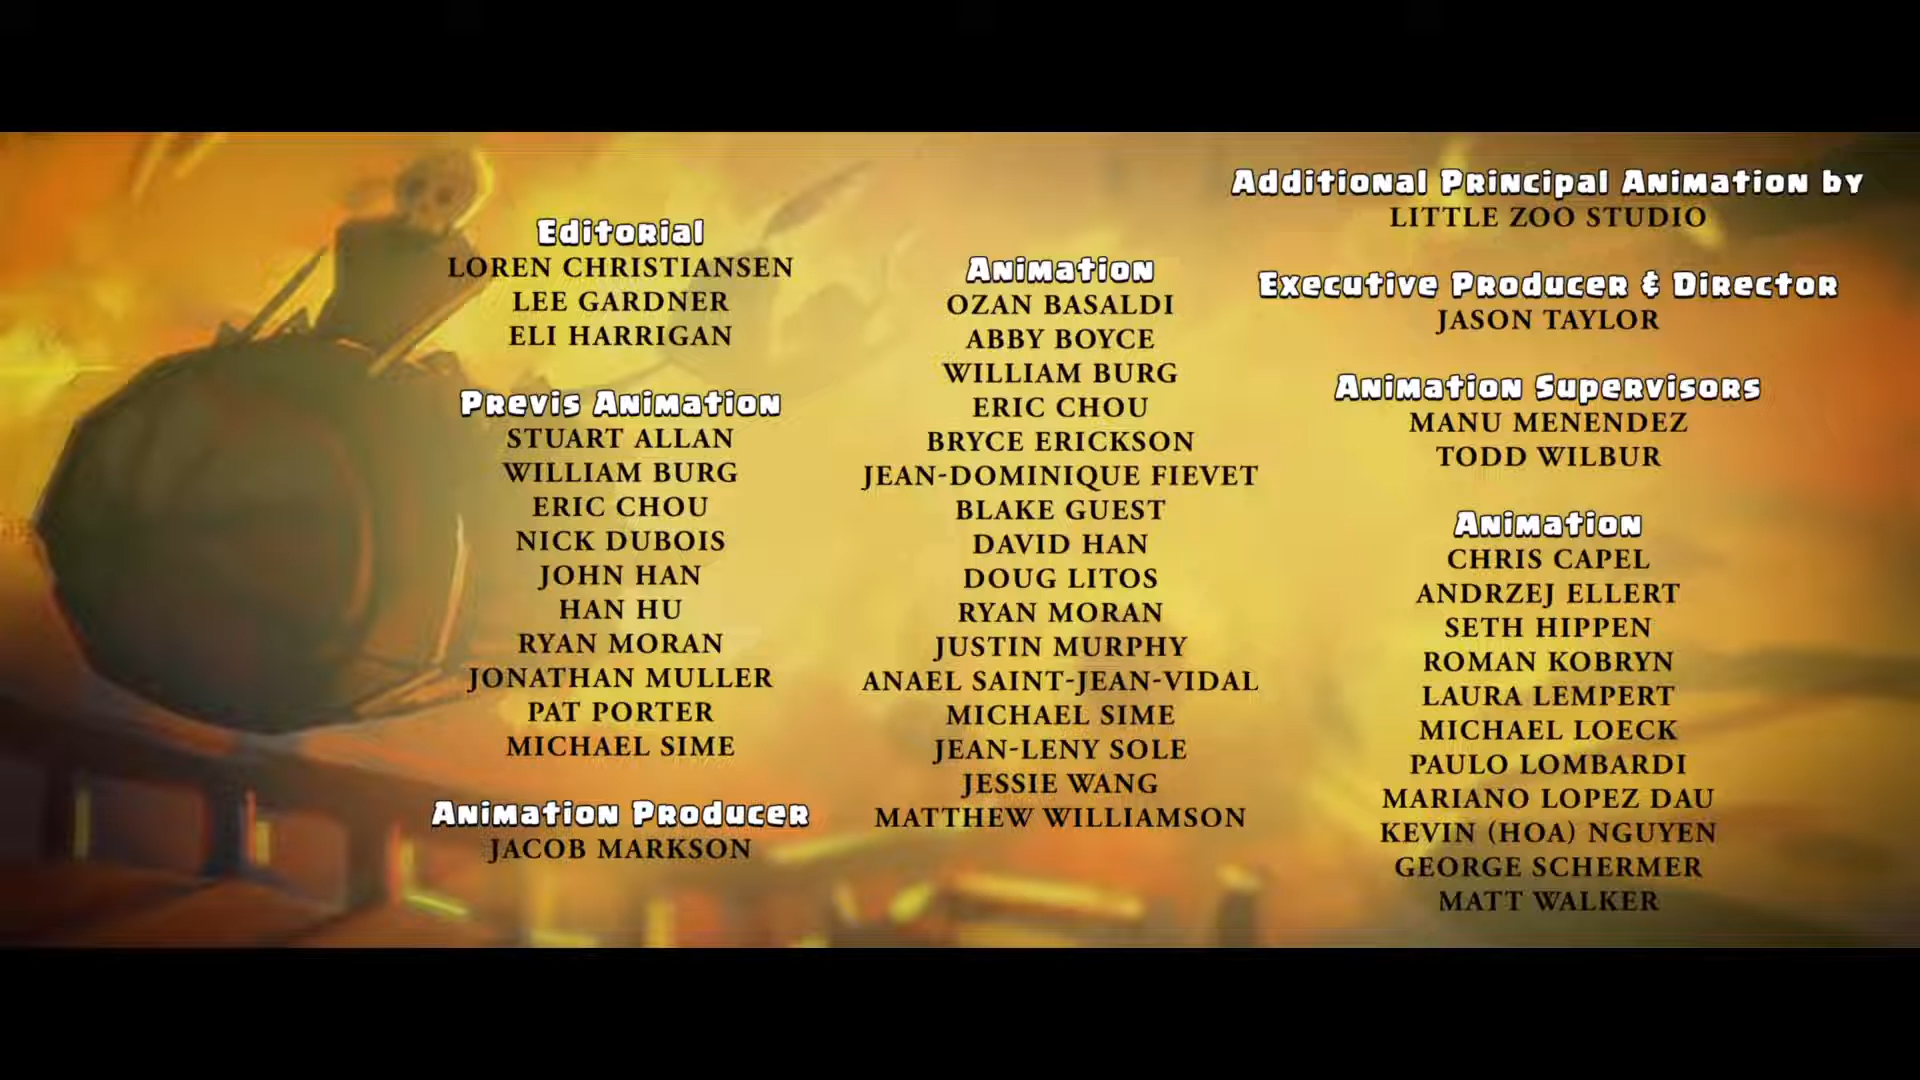 Editorial
LOREN CHRISTIANSEN
LEE GARDNER
ELI HARRIGAN
Previs Animation
STUART ALLAN
WILLIAM BURG
ERIC CHOU
NICK DUBOIS
JOHN HAN
HAN HU
RYAN MORAN
JONATHAN MULLER
PAT PORTER
MICHAEL SIME
Animation Producer
JACOB MARKSON
Animation
OZAN BASALDI
ABBY BOYCE
WILLIAM BURG
ERIC CHOU
BRYCE ERICKSON
JEAN-DOMINIQUE FIEVET
BLAKE GUEST
DAVID HAN
DOUG LITOS
RYAN MORAN
JUSTIN MURPHY
ANAEL SAINT-JEAN-VIDAL
MICHAEL SIME
JEAN-LENY SOLE
JESSIE WANG
MATTHEW WILLIAMSON
Additional Principal Animation by
LITTLE ZOO STUDIO
Executive Producer & Director
JASON TAYLOR
Animation Supervisors
MANU MENENDEZ
TODD WILBUR
Animation
CHRIS CAPEL
ANDRZEJ ELLERT
SETH HIPPEN
ROMAN KOBRYN
LAURA LEMPERT
MICHAEL LOECK
PAULO LOMBARDI
MARIANO LOPEZ DAU
KEVIN (HOA) NGUYEN
GEORGE SCHERMER
MATT WALKER